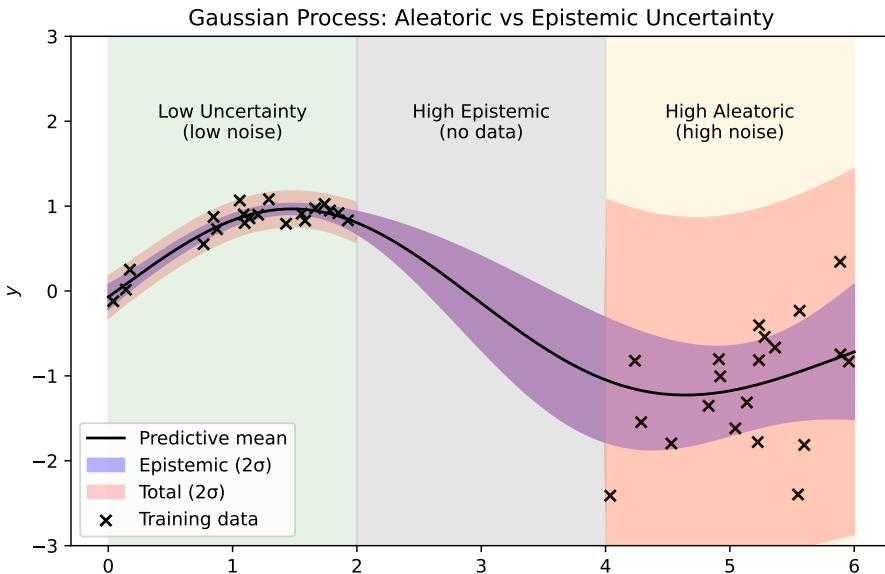 Gaussian Process: Aleatoric vs Epistemic Uncertainty
3
2
1
0
−1
−2
−3
y
Low Uncertainty
(low noise)
High Epistemic
(no data)
High Aleatoric
(high noise)
Predictive mean
Epistemic (2σ)
Total (2σ)
Training data
0
1
2
3
4
5
6